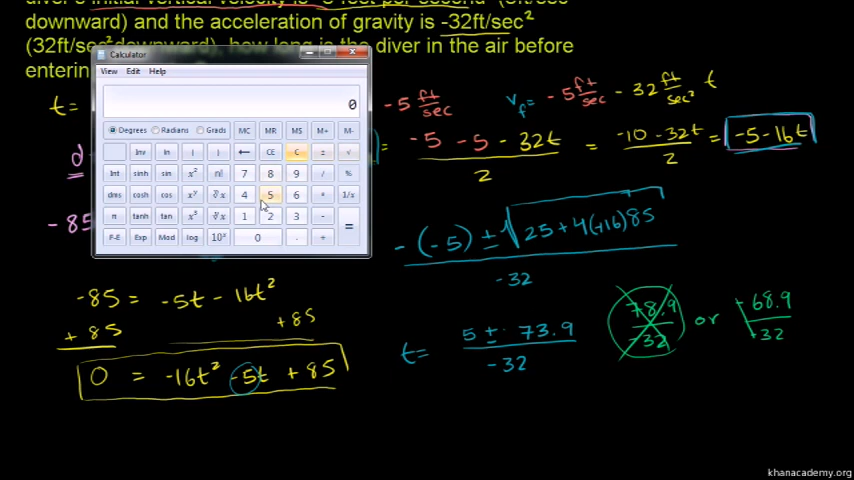 diver's initial vertical velocity is -5 feet per second (5ft/sec
downward) and the acceleration of gravity is -32ft/sec²
(32ft/sec² downward), how long is the diver in the air before
entering
Calculator
View Edit Help
0
Degrees Radians Grads MC MR MS M+ M-
Inv ln ( ) ← 7 8 9 / %
CE C ± √
Int sinh sin x² n! 4 5 6 * 1/x
dms cosh cos xʸ ʸ√x 1 2 3 - =
π tanh tan x³ ³√x
F-E Exp Mod log 10ˣ 0 . +
t =
-5 ft/sec
v_f = -5 ft/sec - 32 ft/sec² t
d
= (-5 - 5 - 32t)/2 = (-10 - 32t)/2 = -5 - 16t
-85
(-(-5) ± √(25 + 4(+16)85))/-32
-85 = -5t - 16t²
+85 +85
0 = -16t² - 5t + 85
t = (5 ± 73.9)/-32
78.9/-32 or -68.9/-32
khanacademy.org